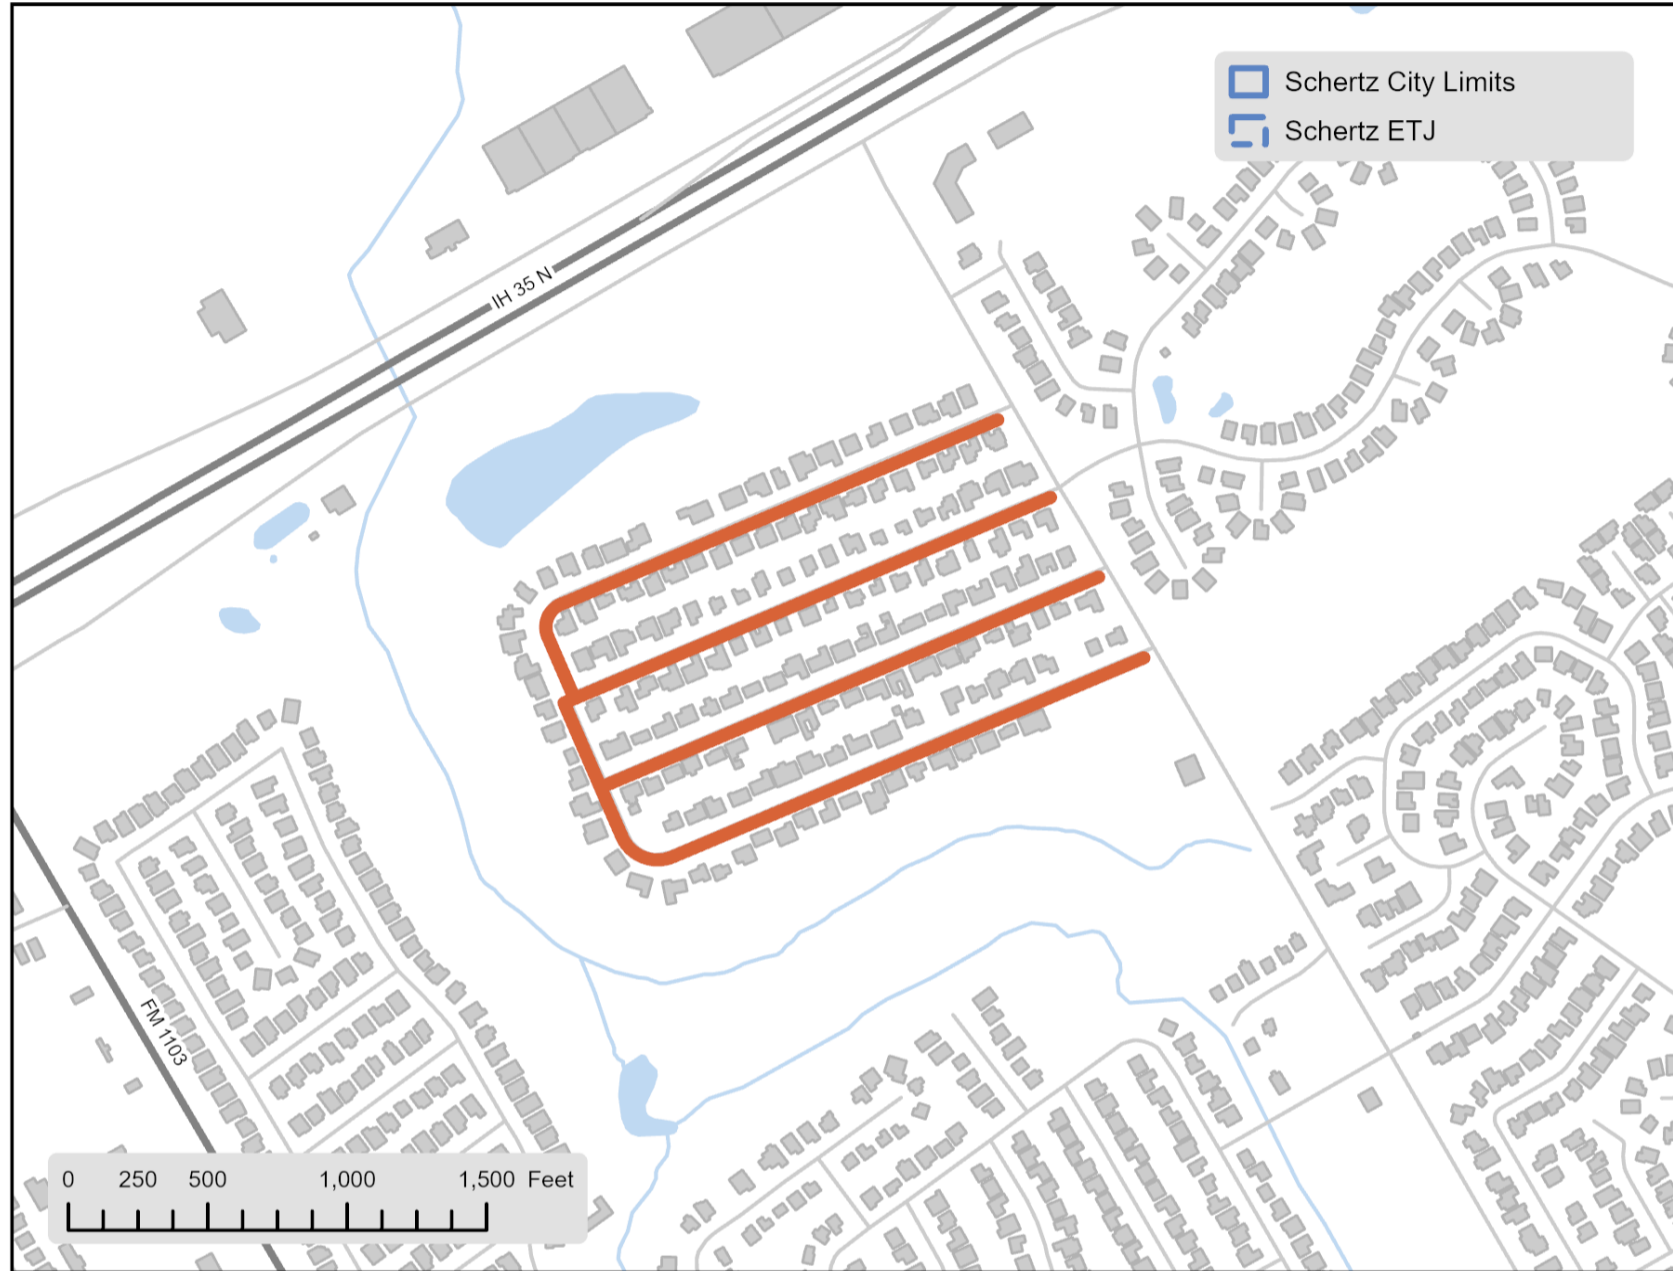 Schertz City Limits
Schertz ETJ
IH 35 N
FM 1103
0 250 500 1,000 1,500 Feet